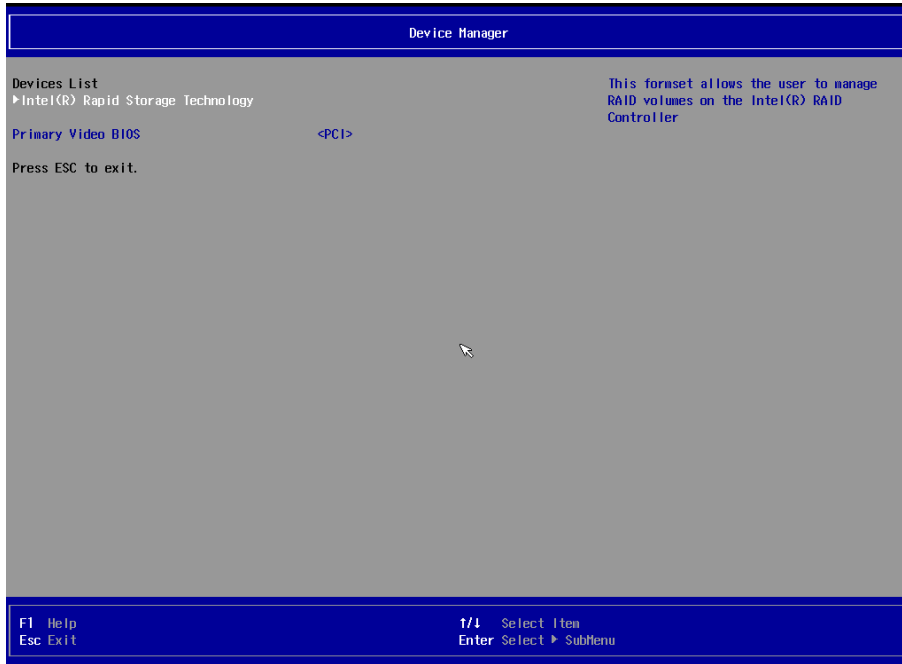 Device Manager
Devices List
▶Intel(R) Rapid Storage Technology
Primary Video BIOS <PCI>
Press ESC to exit.
This formset allows the user to manage
RAID volumes on the Intel(R) RAID
Controller
F1 Help
Esc Exit
↑/↓ Select Item
Enter Select ▶ SubMenu